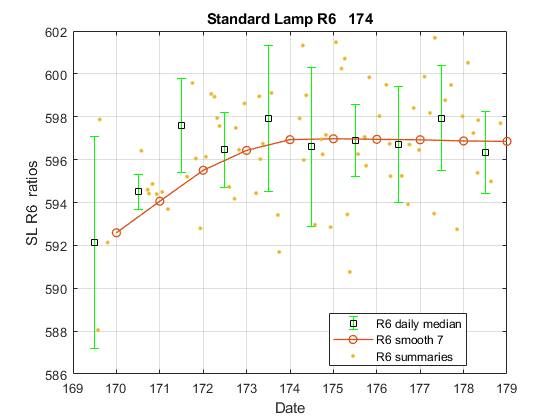 Standard Lamp R6 174
SL R6 ratios
602
600
598
596
594
592
590
588
586
169 170 171 172 173 174 175 176 177 178 179
Date
R6 daily median
R6 smooth 7
R6 summaries